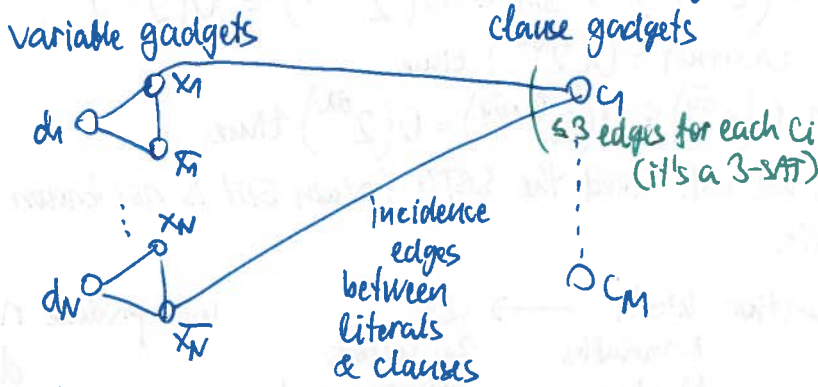 variable gadgets
clause gadgets
x1
d1
x̄1
C1
≤3 edges for each Ci
(it's a 3-SAT)
xN
dN
x̄N
incidence
edges
between
literals
& clauses
CM